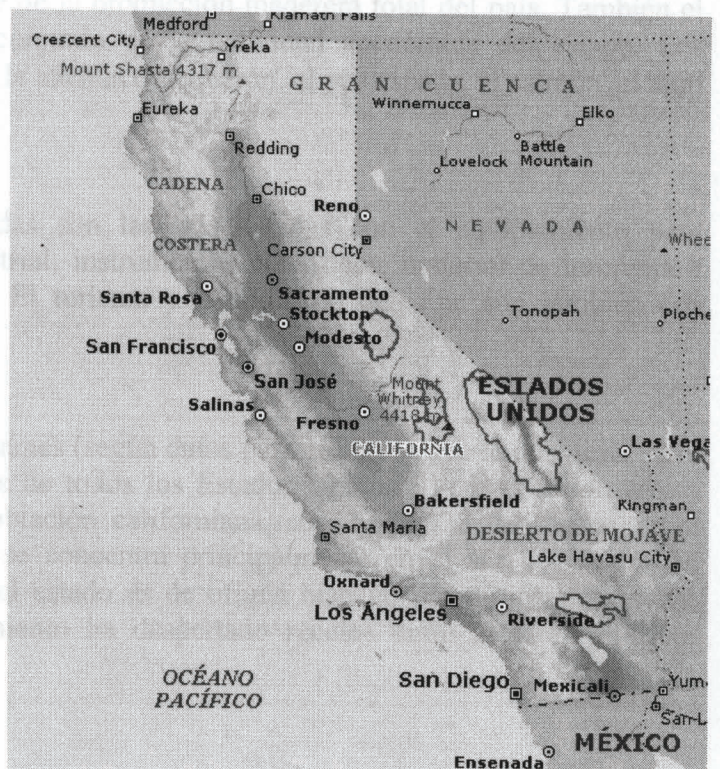 Klamath Falls
Medford
Crescent City
Yreka
Mount Shasta 4317 m
GRAN CUENCA
Winnemucca
Elko
Eureka
Battle
Mountain
Redding
Lovelock
CADENA
Chico
Reno
NEVADA
COSTERA
Carson City
Whee
Santa Rosa
Sacramento
Stockton
Tonopah
Pioche
San Francisco
Modesto
San José
Mount
Whitney
4418 m
ESTADOS
UNIDOS
Salinas
Fresno
CALIFORNIA
Las Vega
Bakersfield
Kingman
Santa Maria
DESIERTO DE MOJAVE
Lake Havasu City
Oxnard
Los Ángeles
Riverside
OCÉANO
PACÍFICO
San Diego
Mexicali
Yum
San L
MÉXICO
Ensenada